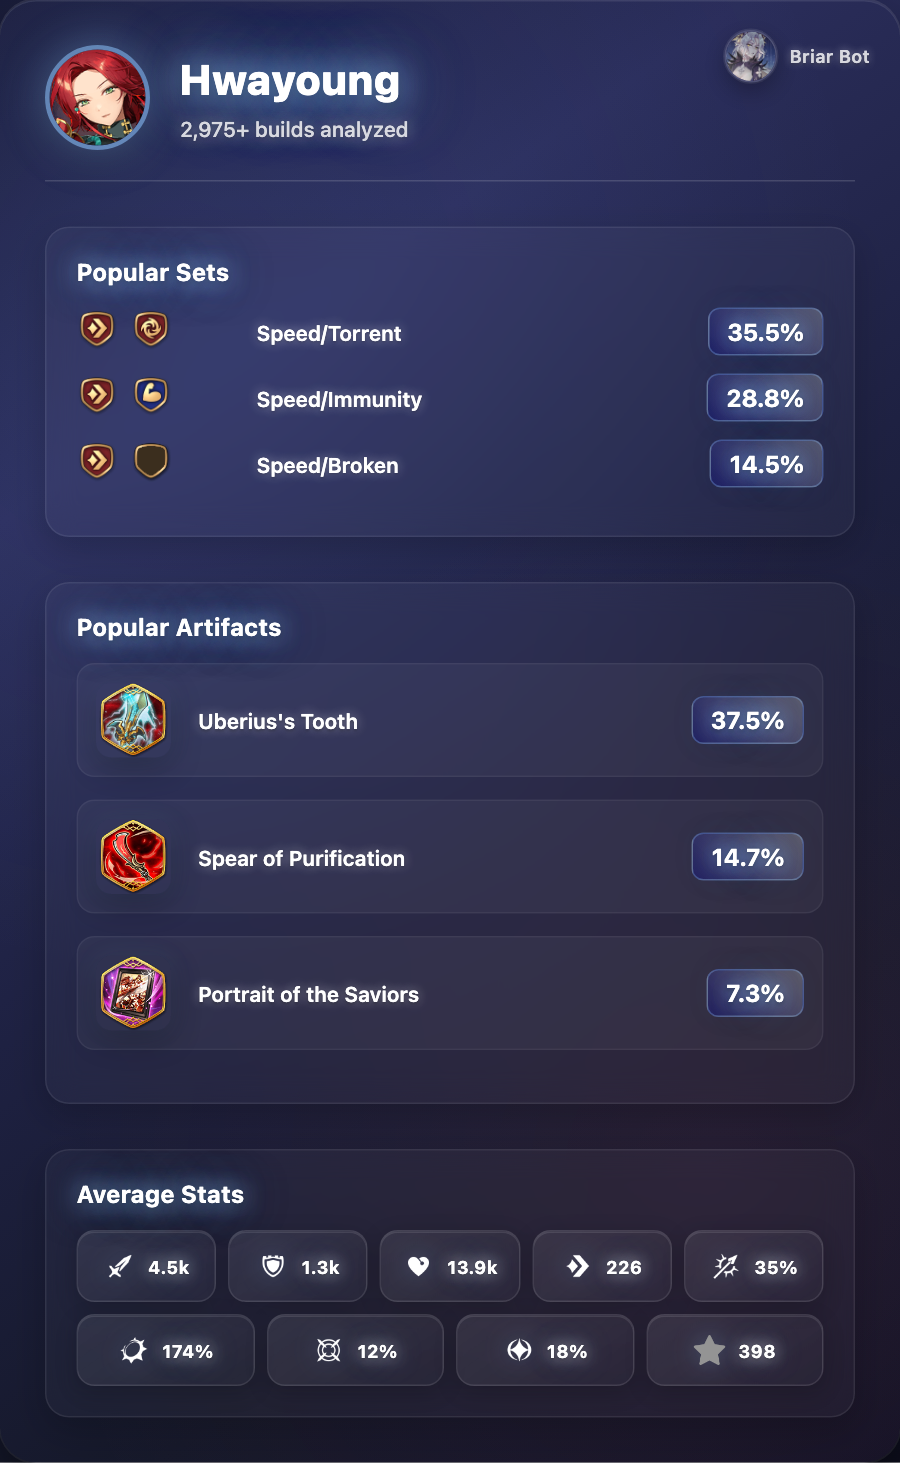 Hwayoung
2,975+ builds analyzed
Briar Bot
Popular Sets
Speed/Torrent 35.5%
Speed/Immunity 28.8%
Speed/Broken 14.5%
Popular Artifacts
Uberius's Tooth 37.5%
Spear of Purification 14.7%
Portrait of the Saviors 7.3%
Average Stats
4.5k 1.3k 13.9k 226 35%
174% 12% 18% 398